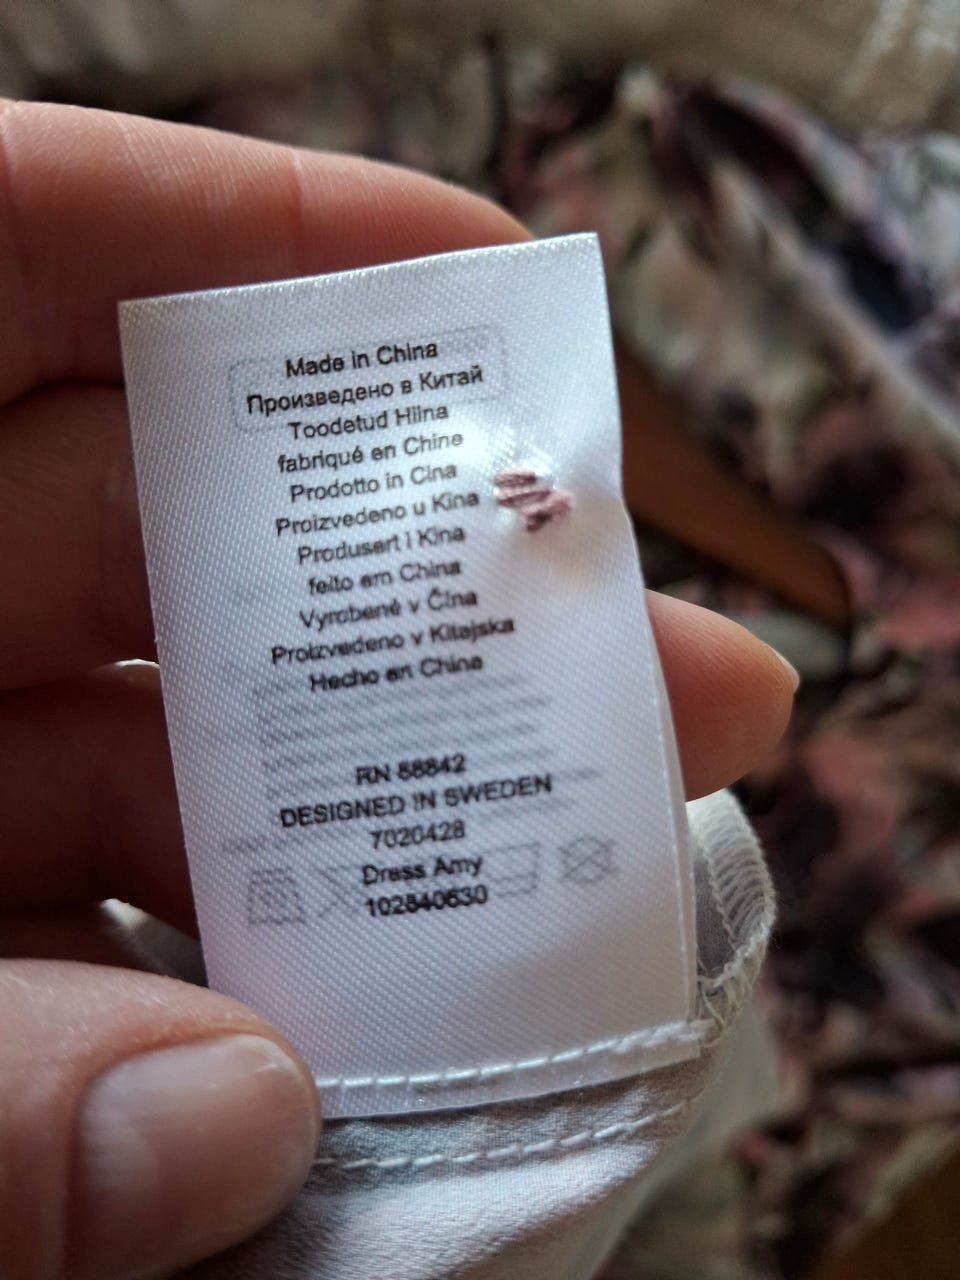 Made in China
Произведено в Китай
Toodetud Hiina
fabriqué en Chine
Prodotto in Cina
Proizvedeno u Kina
Produsert i Kina
feito em China
Vyrobené v Čína
Proizvedeno v Kitajska
Hecho en China
RN 88842
DESIGNED IN SWEDEN
7020428
Dress Amy
102840630